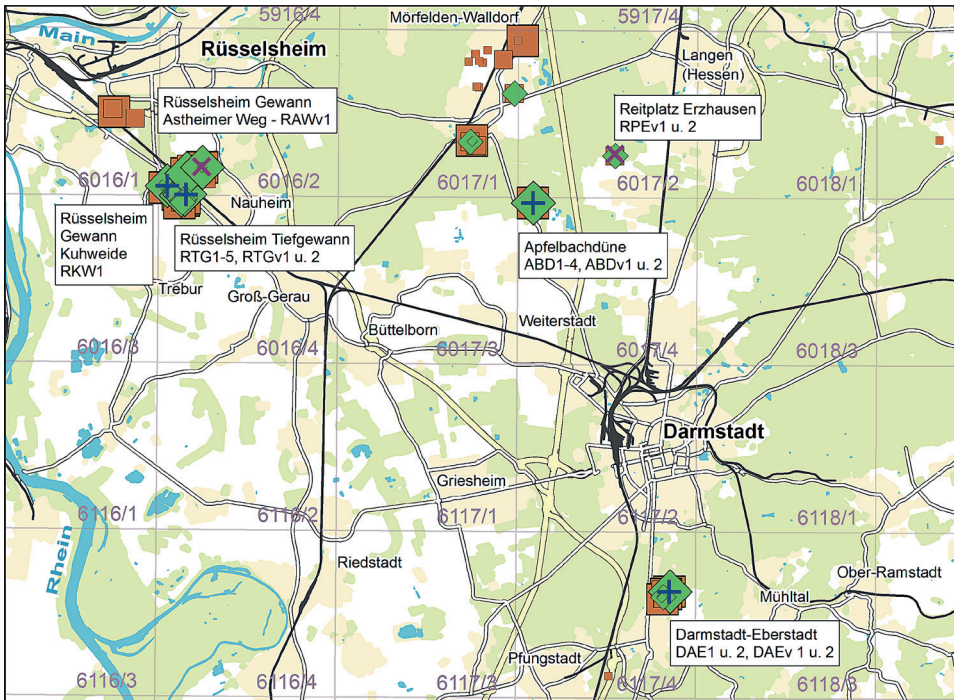 5916/4
Mörfelden-Walldorf
5917/4
Main
Rüsselsheim
Langen
(Hessen)
Rüsselsheim Gewann
Astheimer Weg - RAWv1
Reitplatz Erzhausen
RPEv1 u. 2
6016/1
6016/2
6017/1
6017/2
6018/1
Nauheim
Rüsselsheim
Gewann
Kuhweide
RKW1
Rüsselsheim Tiefgewann
RTG1-5, RTGv1 u. 2
Apfelbachdüne
ABD1-4, ABDv1 u. 2
Trebur
Groß-Gerau
Büttelborn
Weiterstadt
6016/3
6016/4
6017/3
6017/4
6018/3
Darmstadt
Griesheim
6116/1
6116/2
6117/1
6117/2
6118/1
Rhein
Riedstadt
Ober-Ramstadt
Mühltal
Darmstadt-Eberstadt
DAE1 u. 2, DAEv 1 u. 2
Pfungstadt
6116/3
6116/4
6117/3
6117/4
6118/3